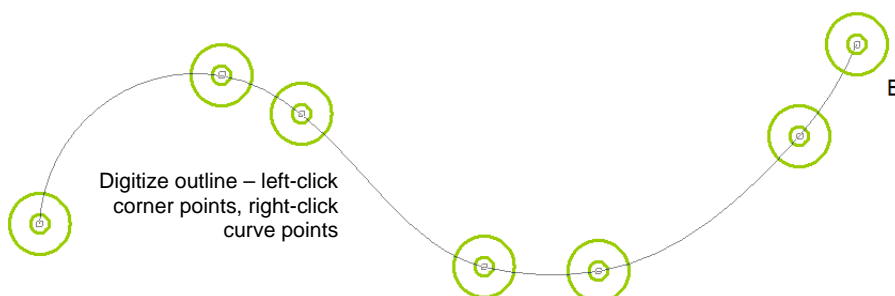 Digitize outline – left-click
corner points, right-click
curve points